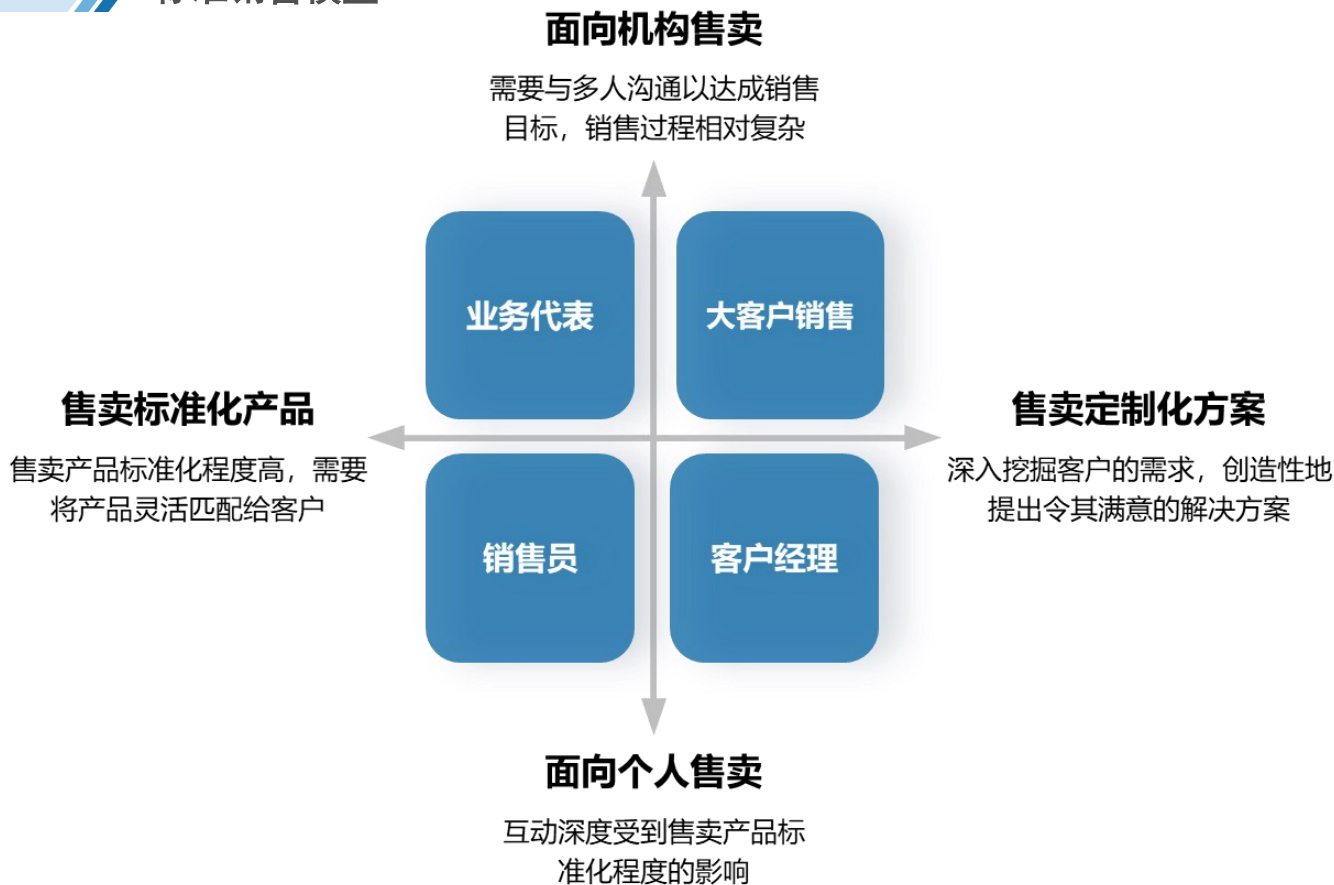 标准销售模型
面向机构售卖
需要与多人沟通以达成销售
目标，销售过程相对复杂
业务代表
大客户销售
售卖标准化产品
售卖产品标准化程度高，需要
将产品灵活匹配给客户
售卖定制化方案
深入挖掘客户的需求，创造性地
提出令其满意的解决方案
销售员
客户经理
面向个人售卖
互动深度受到售卖产品标
准化程度的影响